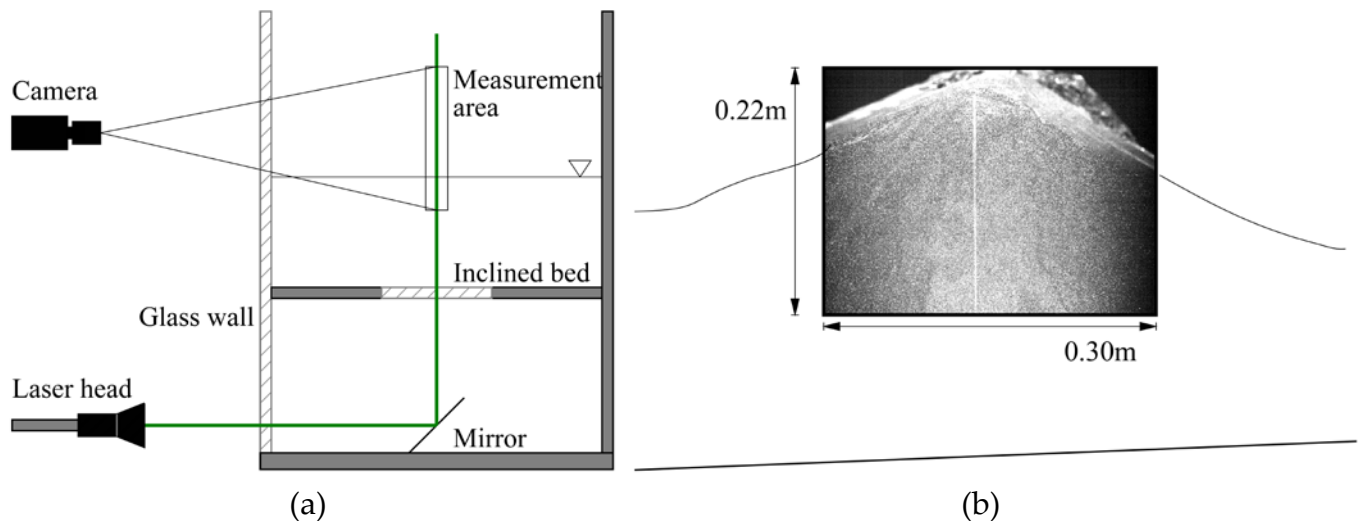 Camera
Measurement
area
Inclined bed
Glass wall
Laser head
Mirror
(a)
0.22m
0.30m
(b)